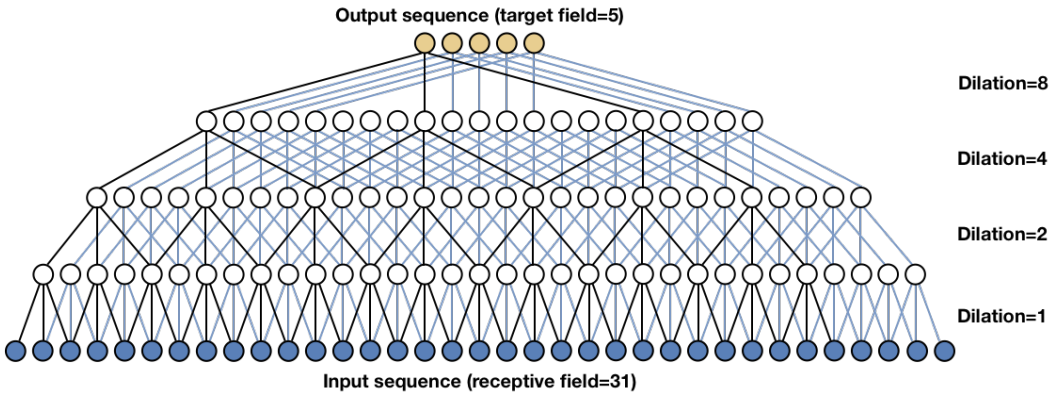 Output sequence (target field=5)
Dilation=8
Dilation=4
Dilation=2
Dilation=1
Input sequence (receptive field=31)